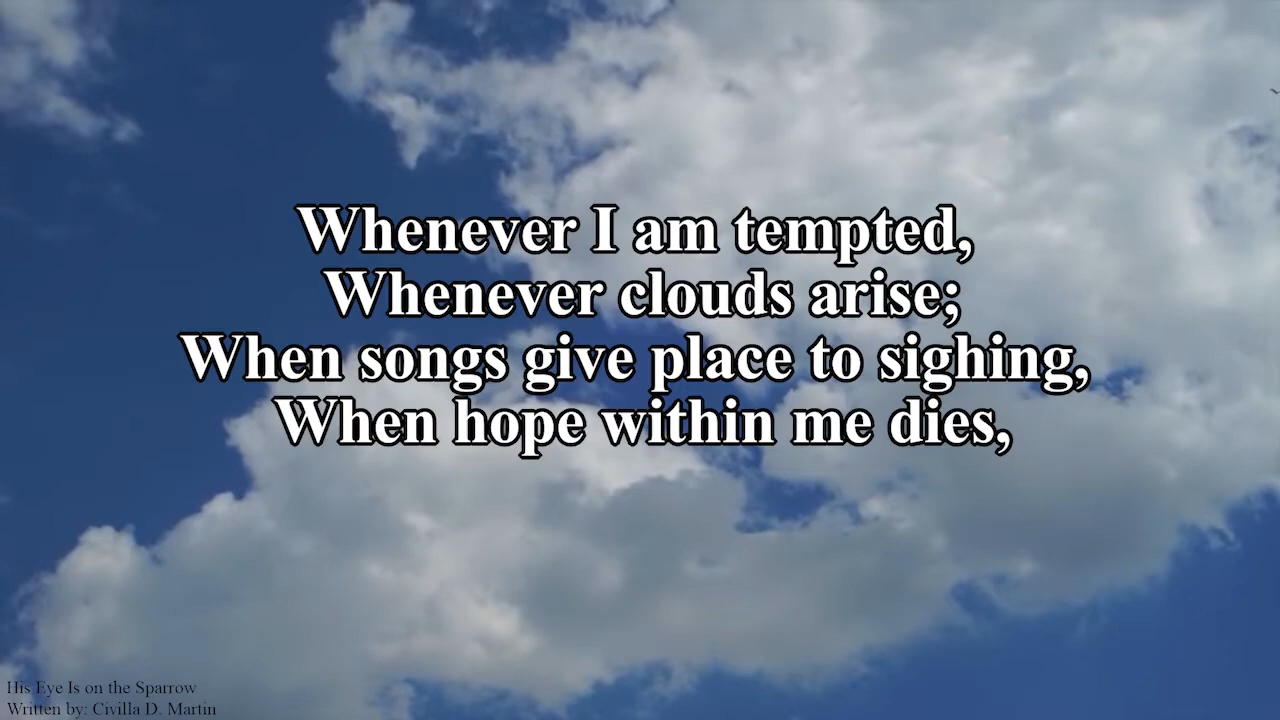 Whenever I am tempted,
Whenever clouds arise;
When songs give place to sighing,
When hope within me dies,
His Eye Is on the Sparrow
Written by: Civilla D. Martin